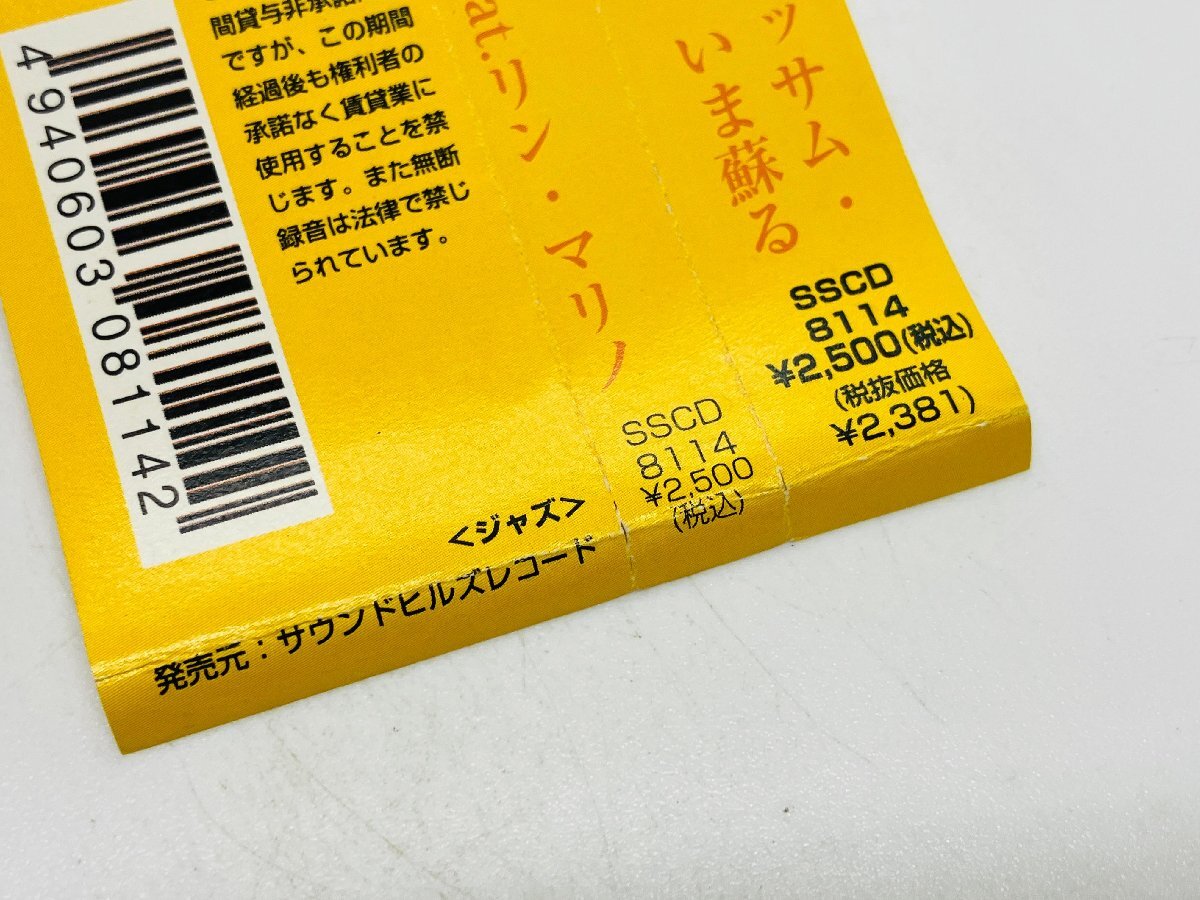 4940603081142
間貸与非承諾
ですが、この期間
経過後も権利者の
承諾なく賃貸業に
使用することを禁
じます。また無断
録音は法律で禁じ
られています。
<ジャズ>
発売元：サウンドヒルズレコード
at.リン・マリノ
SSCD
8114
¥2,500
(税込)
ッサム・
いま蘇る
SSCD
8114
¥2,500(税込)
(税抜価格
¥2,381)